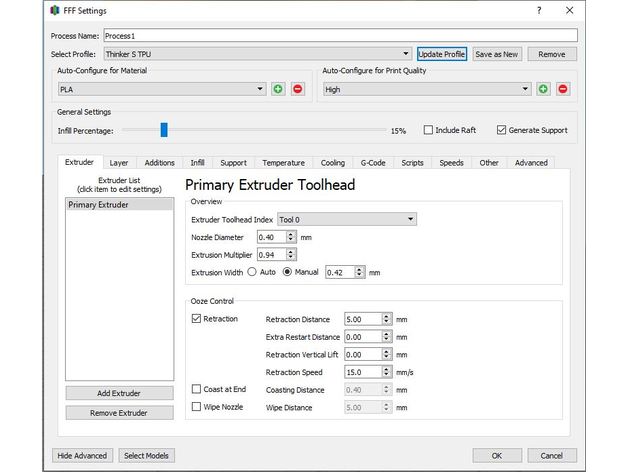 FFF Settings
Process Name: Process1
Select Profile: Thinker S TPU Update Profile Save as New Remove
Auto-Configure for Material Auto-Configure for Print Quality
PLA High
General Settings
Infill Percentage: 15% Include Raft Generate Support
Extruder Layer Additions Infill Support Temperature Cooling G-Code Scripts Speeds Other Advanced
Extruder List
(click item to edit settings)
Primary Extruder
Primary Extruder Toolhead
Overview
Extruder Toolhead Index Tool 0
Nozzle Diameter 0.40 mm
Extrusion Multiplier 0.94
Extrusion Width Auto Manual 0.42 mm
Ooze Control
Retraction Retraction Distance 5.00 mm
Extra Restart Distance 0.00 mm
Retraction Vertical Lift 0.00 mm
Retraction Speed 15.0 mm/s
Coast at End Coasting Distance 0.40 mm
Wipe Nozzle Wipe Distance 5.00 mm
Add Extruder
Remove Extruder
Hide Advanced Select Models OK Cancel